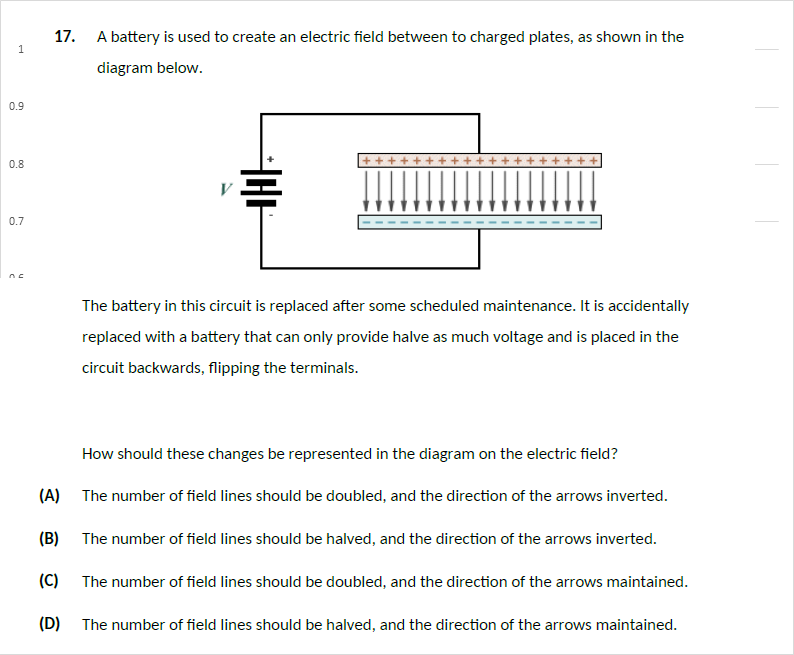 17. A battery is used to create an electric field between to charged plates, as shown in the
1
diagram below.
0.9
0.8
+
+ + + + + + + + + + + + + + + + + + + +
V
0.7
-
The battery in this circuit is replaced after some scheduled maintenance. It is accidentally
replaced with a battery that can only provide halve as much voltage and is placed in the
circuit backwards, flipping the terminals.
How should these changes be represented in the diagram on the electric field?
(A) The number of field lines should be doubled, and the direction of the arrows inverted.
(B) The number of field lines should be halved, and the direction of the arrows inverted.
(C) The number of field lines should be doubled, and the direction of the arrows maintained.
(D) The number of field lines should be halved, and the direction of the arrows maintained.